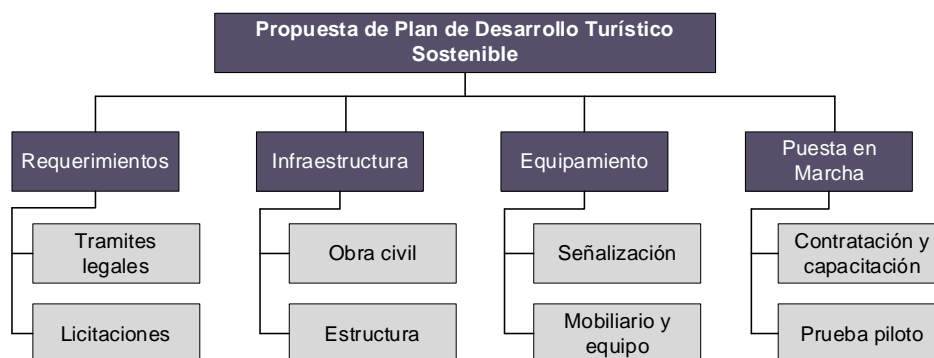 Propuesta de Plan de Desarrollo Turístico
Sostenible
Requerimientos
Infraestructura
Equipamiento
Puesta en
Marcha
Tramites
legales
Obra civil
Señalización
Contratación y
capacitación
Licitaciones
Estructura
Mobiliario y
equipo
Prueba piloto